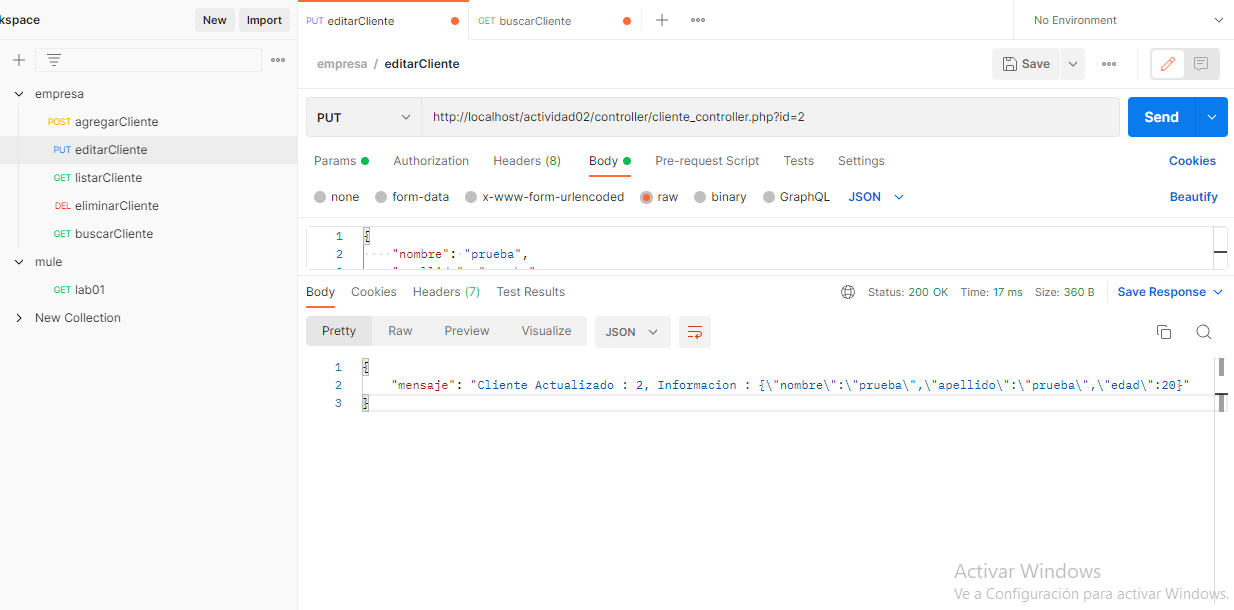 kspace
New
Import
PUT editarCliente
GET buscarCliente
No Environment
empresa / editarCliente
Save
empresa
POST agregarCliente
PUT editarCliente
GET listarCliente
DEL eliminarCliente
GET buscarCliente
mule
GET lab01
New Collection
PUT
http://localhost/actividad02/controller/cliente_controller.php?id=2
Send
Params
Authorization
Headers (8)
Body
Pre-request Script
Tests
Settings
Cookies
none
form-data
x-www-form-urlencoded
raw
binary
GraphQL
JSON
Beautify
1 {
2 "nombre": "prueba",
Body
Cookies
Headers (7)
Test Results
Status: 200 OK
Time: 17 ms
Size: 360 B
Save Response
Pretty
Raw
Preview
Visualize
JSON
1 {
2 "mensaje": "Cliente Actualizado : 2, Informacion : {\"nombre\":\"prueba\",\"apellido\":\"prueba\",\"edad\":20}"
3 }
Activar Windows
Ve a Configuración para activar Windows.